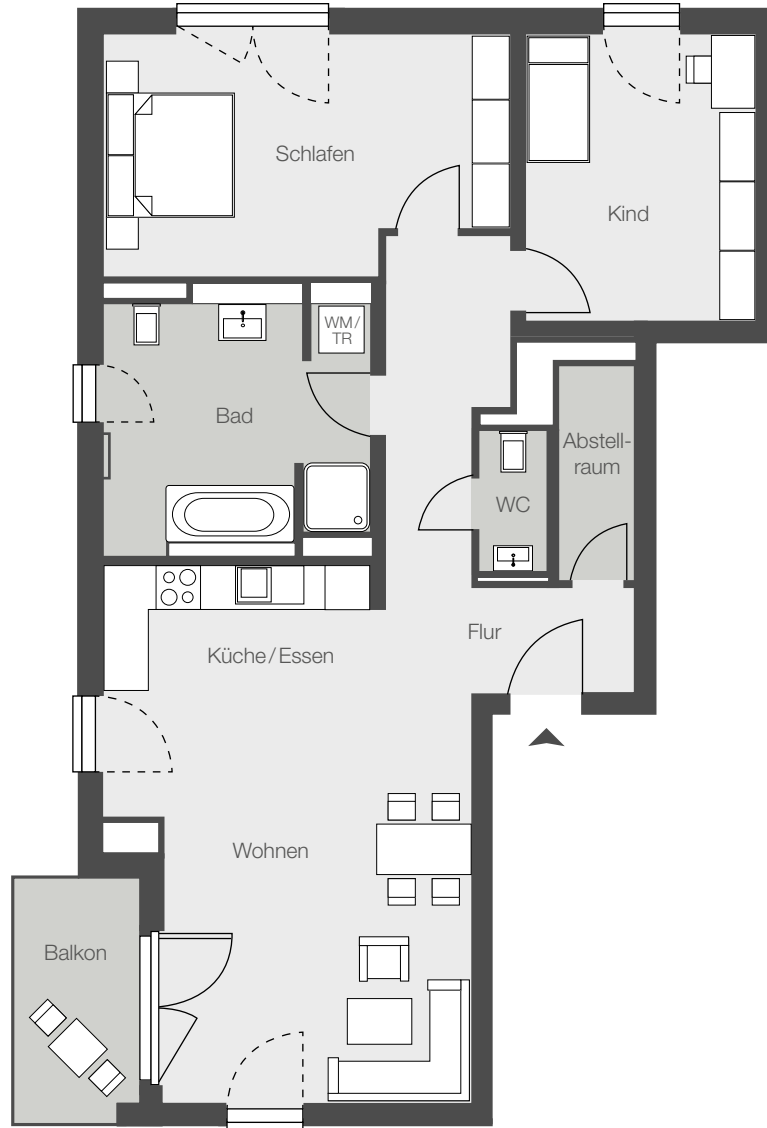 Schlafen
Kind
WM/
TR
Bad
Abstell-
raum
WC
Flur
Küche/Essen
Wohnen
Balkon